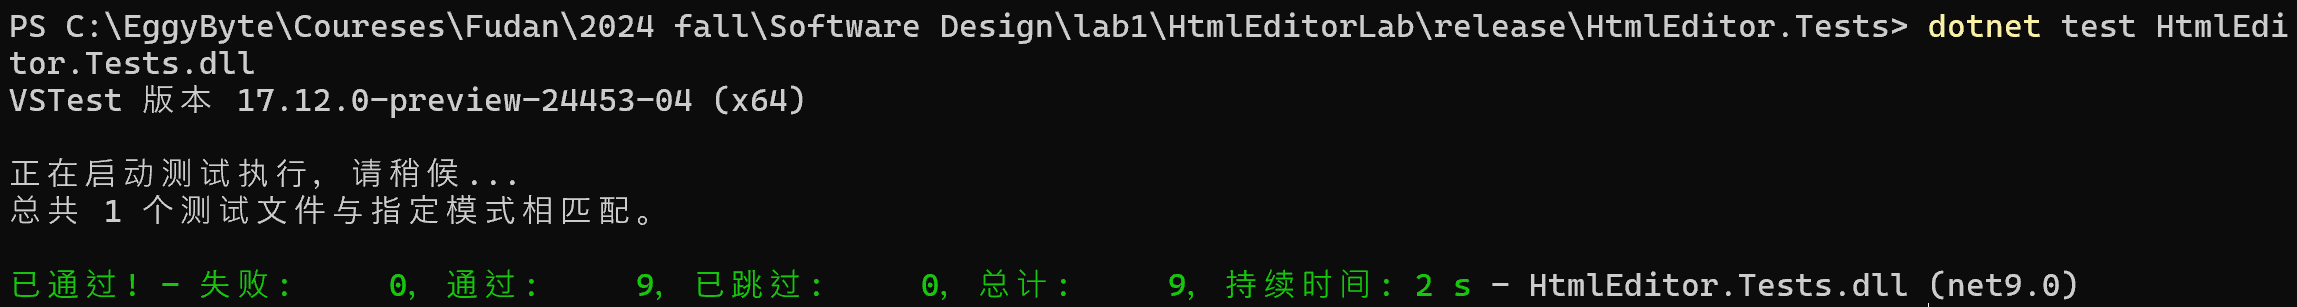 PS C:\EggyByte\Coureses\Fudan\2024 fall\Software Design\lab1\HtmlEditorLab\release\HtmlEditor.Tests> dotnet test HtmlEdi
tor.Tests.dll
VSTest 版本 17.12.0-preview-24453-04 (x64)
正在启动测试执行，请稍候...
总共 1 个测试文件与指定模式相匹配。
已通过! - 失败:     0，通过:     9，已跳过:     0，总计:     9，持续时间: 2 s - HtmlEditor.Tests.dll (net9.0)